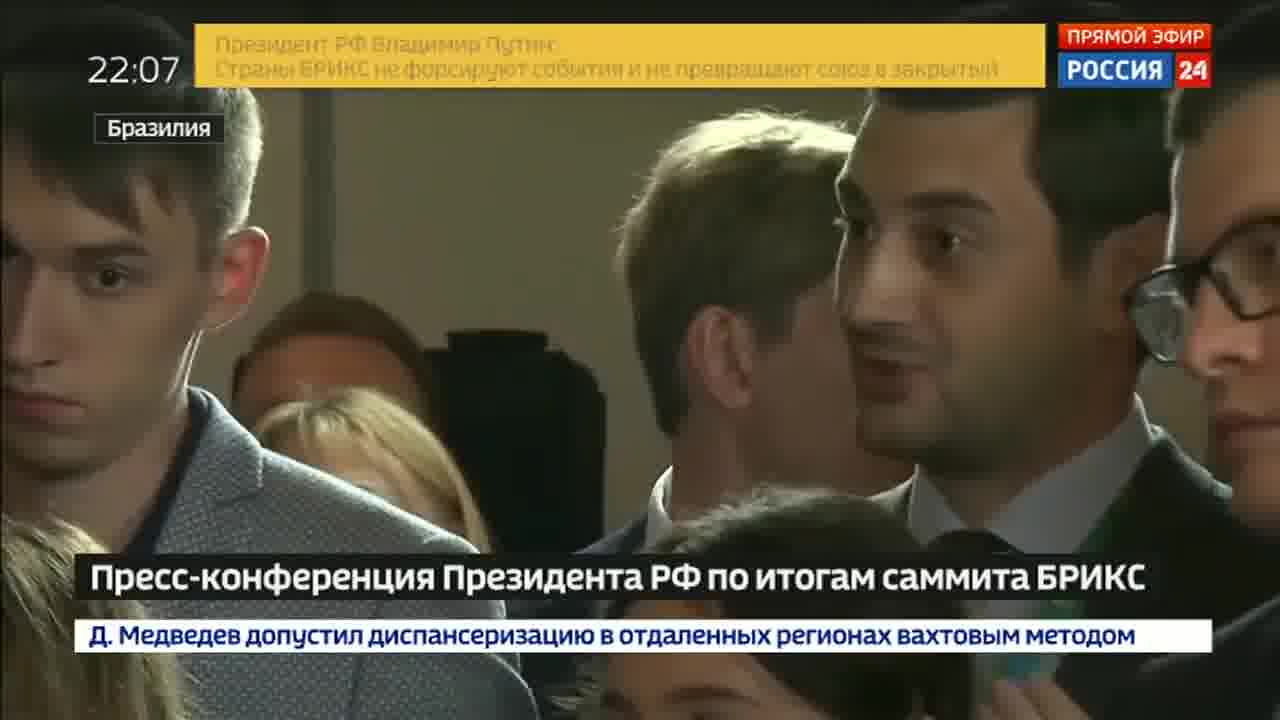 22:07
Президент РФ Владимир Путин:
Страны БРИКС не форсируют события и не превращают союз в закрытый
ПРЯМОЙ ЭФИР
РОССИЯ 24
Бразилия
Пресс-конференция Президента РФ по итогам саммита БРИКС
Д. Медведев допустил диспансеризацию в отдаленных регионах вахтовым методом